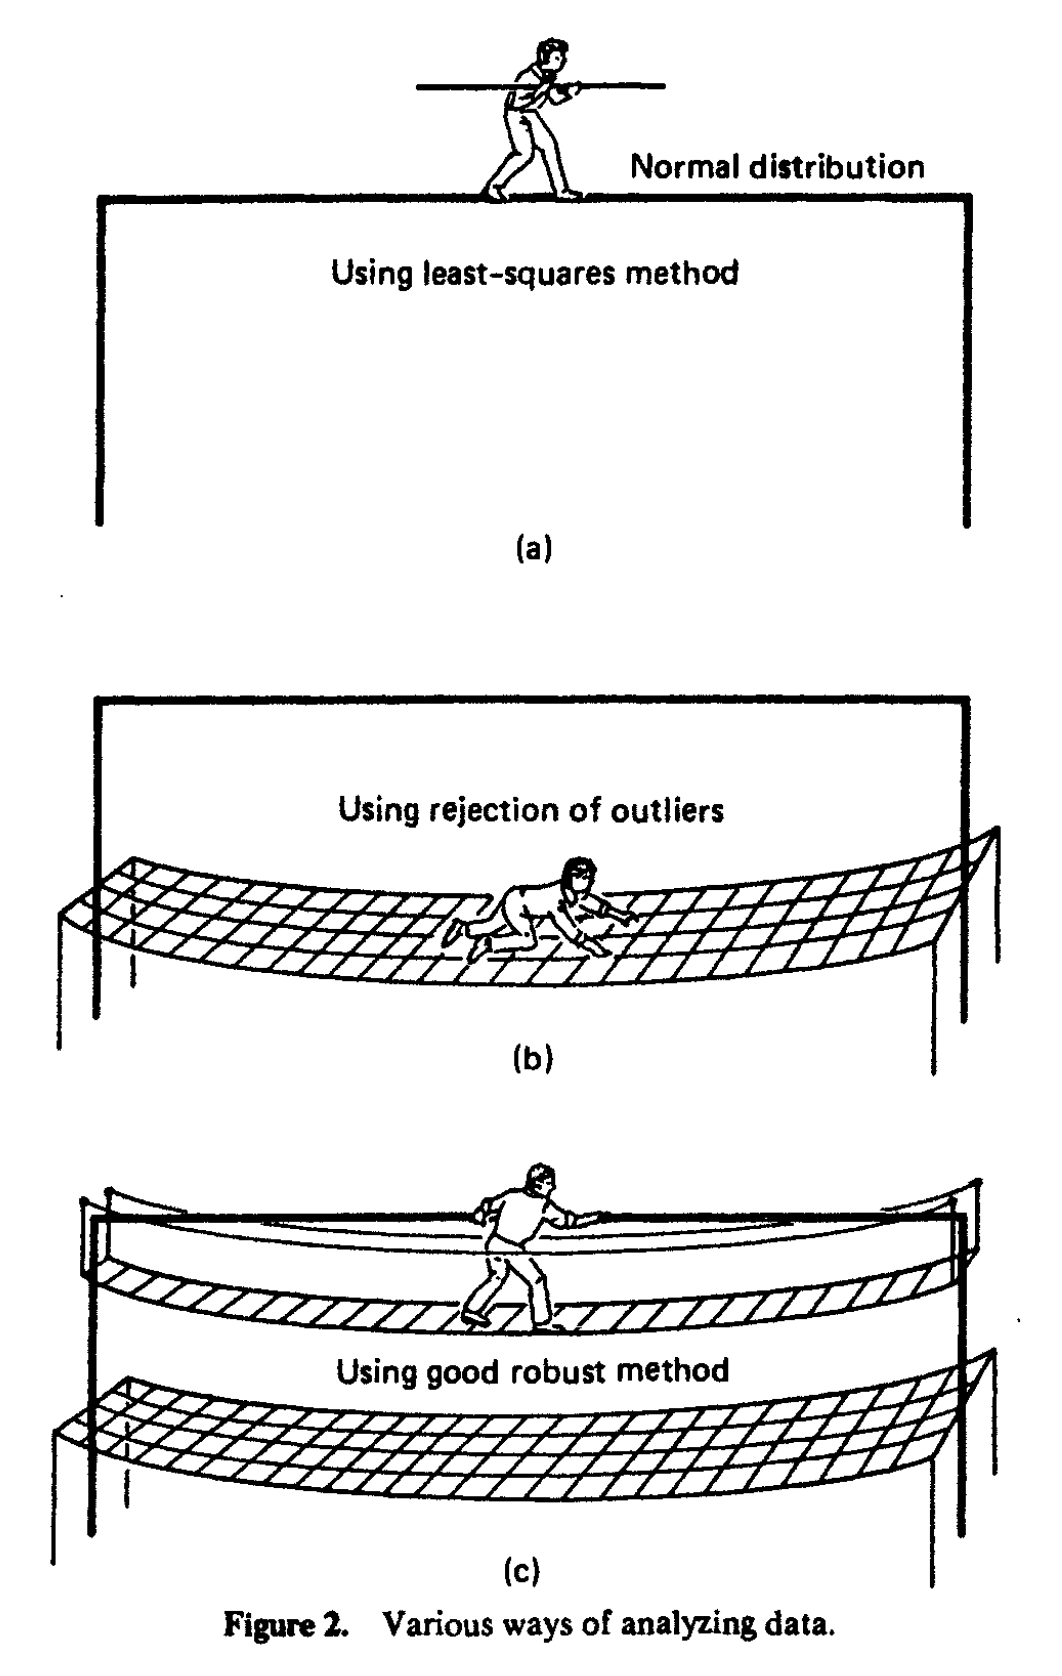 Normal distribution
Using least-squares method
(a)
Using rejection of outliers
(b)
Using good robust method
(c)
Figure 2. Various ways of analyzing data.